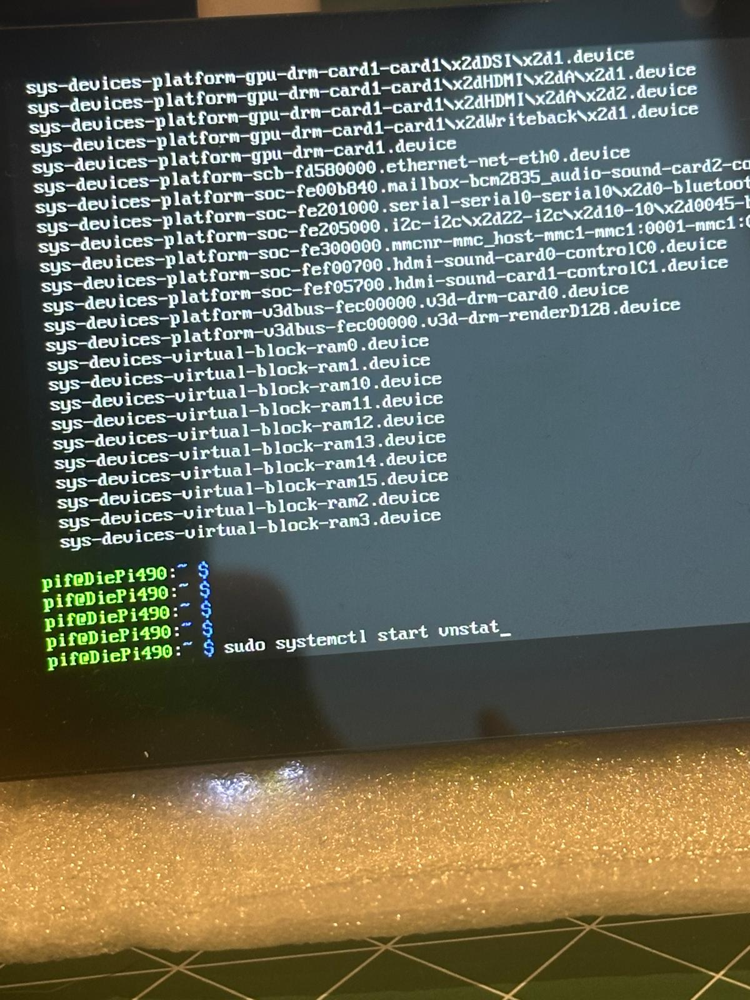 sys-devices-platform-gpu-drm-card1-card1\x2dDSI\x2d1.device
sys-devices-platform-gpu-drm-card1-card1\x2dHDMI\x2dA\x2d1.device
sys-devices-platform-gpu-drm-card1-card1\x2dHDMI\x2dA\x2d2.device
sys-devices-platform-gpu-drm-card1-card1\x2dWriteback\x2d1.device
sys-devices-platform-gpu-drm-card1.device
sys-devices-platform-scb-fd580000.ethernet-net-eth0.device
sys-devices-platform-soc-fe00b840.mailbox-bcm2835_audio-sound-card2-co
sys-devices-platform-soc-fe201000.serial-serial0-serial0\x2d0-bluetoot
sys-devices-platform-soc-fe205000.i2c-i2c\x2d22-i2c\x2d10-10\x2d0045-b
sys-devices-platform-soc-fe300000.mmcnr-mmc_host-mmc1-mmc1:0001-mmc1:0
sys-devices-platform-soc-fef00700.hdmi-sound-card0-controlC0.device
sys-devices-platform-soc-fef05700.hdmi-sound-card1-controlC1.device
sys-devices-platform-v3dbus-fec00000.v3d-drm-card0.device
sys-devices-platform-v3dbus-fec00000.v3d-drm-renderD128.device
sys-devices-virtual-block-ram0.device
sys-devices-virtual-block-ram1.device
sys-devices-virtual-block-ram10.device
sys-devices-virtual-block-ram11.device
sys-devices-virtual-block-ram12.device
sys-devices-virtual-block-ram13.device
sys-devices-virtual-block-ram14.device
sys-devices-virtual-block-ram15.device
sys-devices-virtual-block-ram2.device
sys-devices-virtual-block-ram3.device
pif@DiePi490:~ $
pif@DiePi490:~ $
pif@DiePi490:~ $
pif@DiePi490:~ $
pif@DiePi490:~ $ sudo systemctl start vnstat_